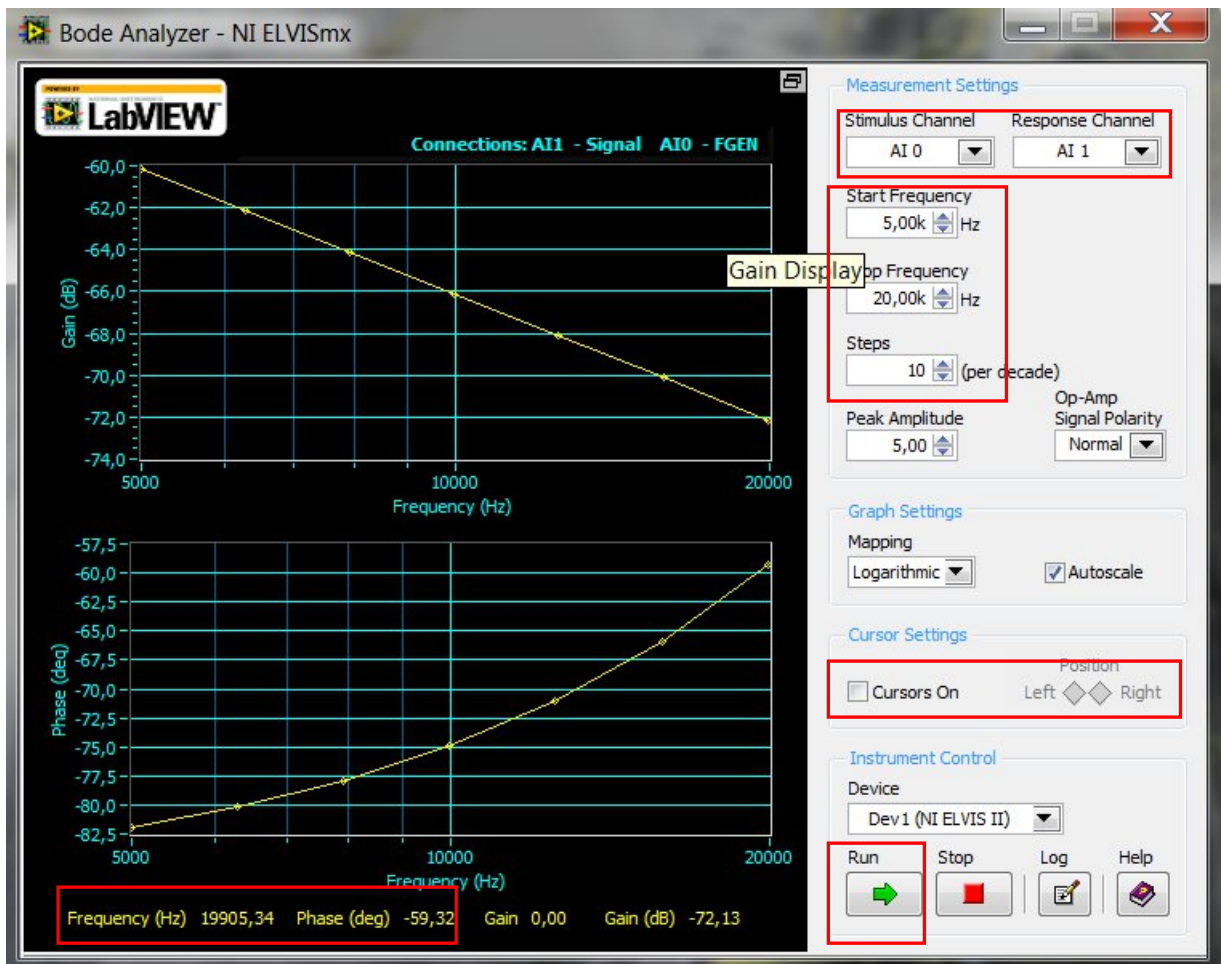 Bode Analyzer - NI ELVISmx
POWERED BY
NATIONAL INSTRUMENTS
LabVIEW™
Connections: AI1 - Signal AI0 - FGEN
-60,0
-62,0
-64,0
-66,0
-68,0
-70,0
-72,0
-74,0
Gain (dB)
5000 10000 20000
Frequency (Hz)
Gain Display
-57,5
-60,0
-62,5
-65,0
-67,5
-70,0
-72,5
-75,0
-77,5
-80,0
-82,5
Phase (deg)
5000 10000 20000
Frequency (Hz)
Frequency (Hz) 19905,34 Phase (deg) -59,32 Gain 0,00 Gain (dB) -72,13
Measurement Settings
Stimulus Channel Response Channel
AI 0 AI 1
Start Frequency
5,00k Hz
op Frequency
20,00k Hz
Steps
10 (per decade)
Peak Amplitude
5,00
Op-Amp
Signal Polarity
Normal
Graph Settings
Mapping
Logarithmic Autoscale
Cursor Settings
Position
Cursors On Left Right
Instrument Control
Device
Dev1 (NI ELVIS II)
Run Stop Log Help